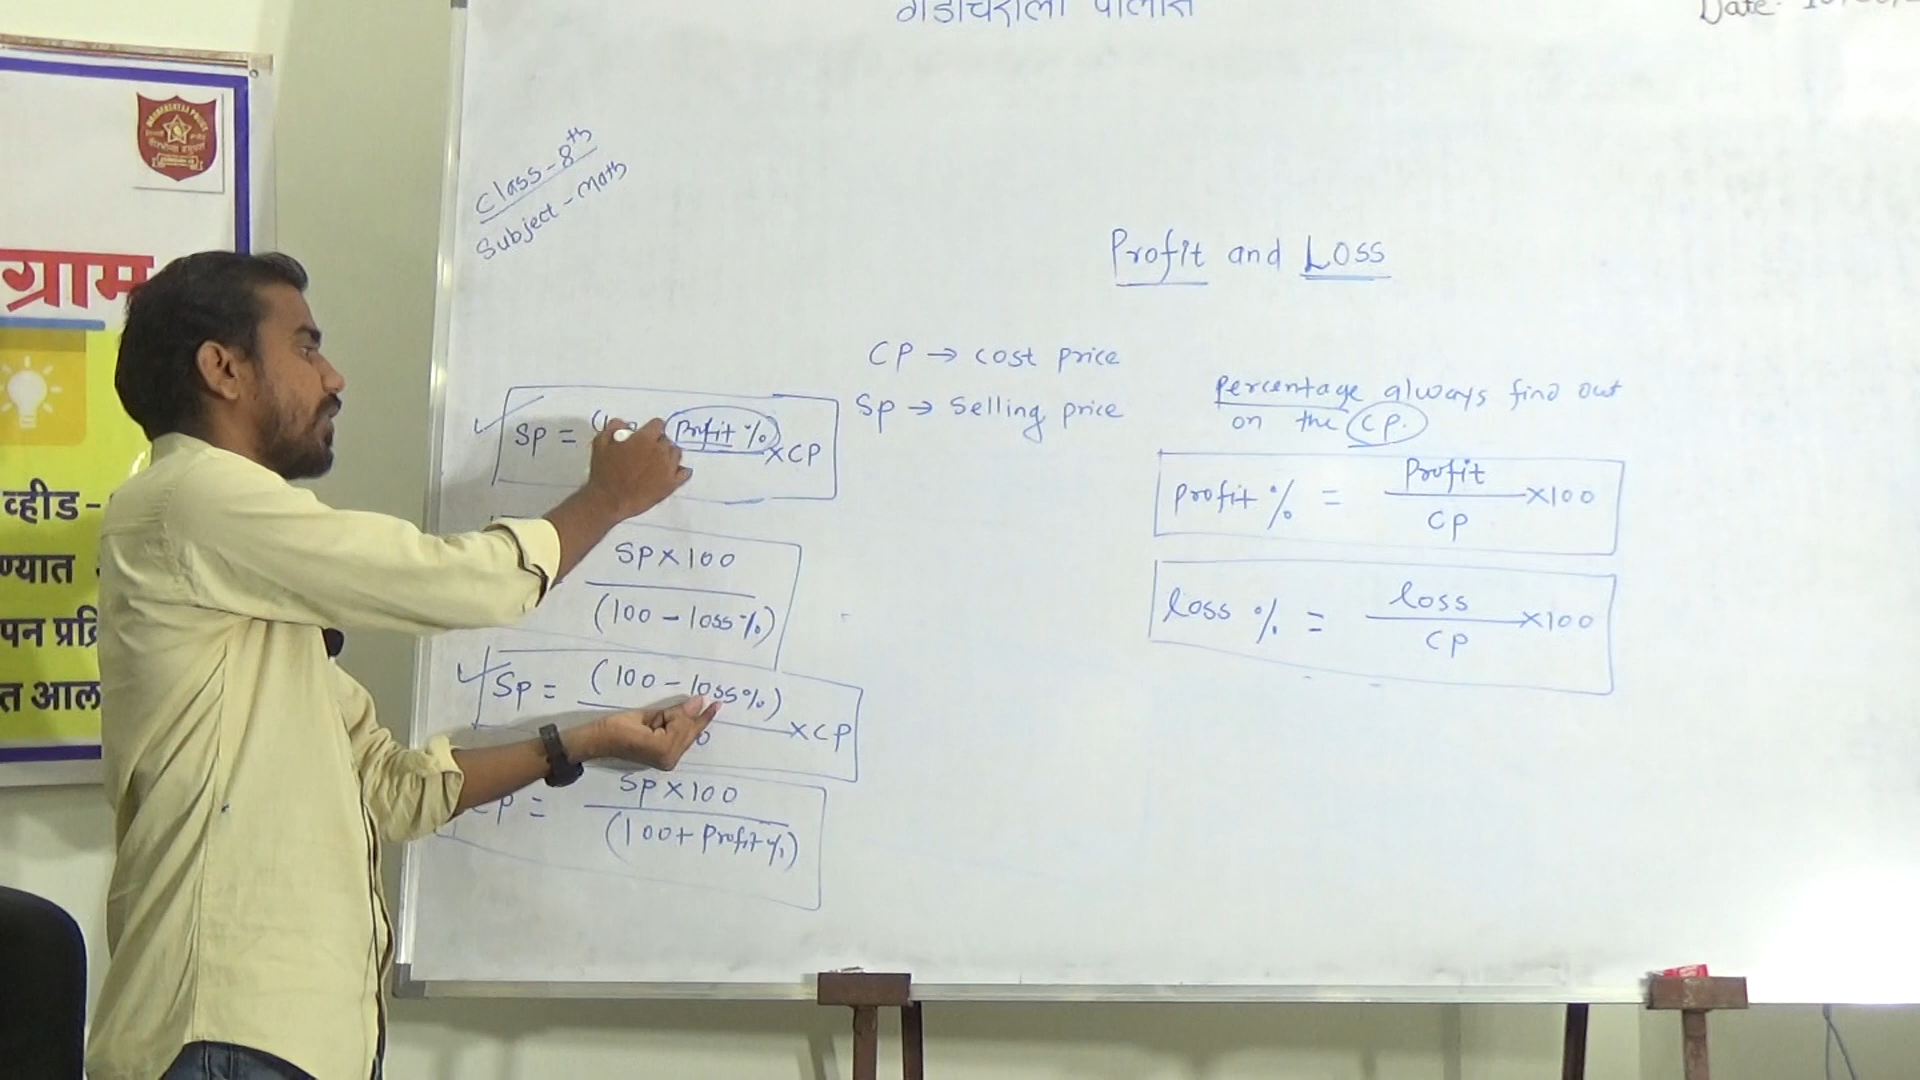 गडचिरोली पोलीस
Date-
Class-8th
Subject-Math
Profit and Loss
CP → cost price
Sp → Selling price
percentage always find out
on the CP.
Sp = Profit % ×CP
SP×100
(100 - loss %)
Sp = (100 - loss%) ×CP
Cp = Sp×100
(100+ Profit%)
profit % = Profit ×100
CP
loss % = loss ×100
CP
MAHARASHTRA POLICE
ग्राम
व्हीड-
ण्यात
पन प्रक्रि
त आल